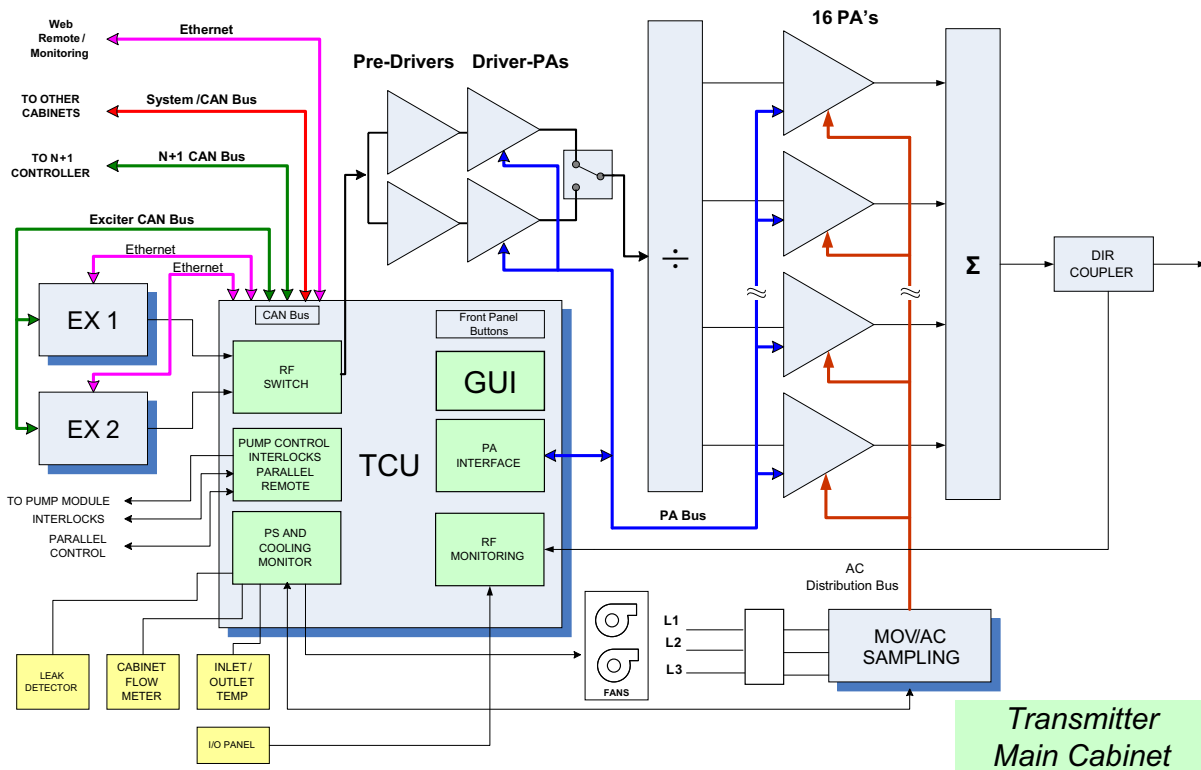 Web
Remote/
Monitoring
Ethernet
16 PA's
Pre-Drivers
Driver-PAs
TO OTHER
CABINETS
System /CAN Bus
TO N+1
CONTROLLER
N+1 CAN Bus
Exciter CAN Bus
Ethernet
Ethernet
÷
Σ
DIR
COUPLER
EX 1
EX 2
CAN Bus
Front Panel
Buttons
RF
SWITCH
GUI
PUMP CONTROL
INTERLOCKS
PARALLEL
REMOTE
TCU
PA
INTERFACE
TO PUMP MODULE
INTERLOCKS
PARALLEL
CONTROL
PA Bus
PS AND
COOLING
MONITOR
RF
MONITORING
AC
Distribution Bus
L1
L2
L3
MOV/AC
SAMPLING
FANS
LEAK
DETECTOR
CABINET
FLOW
METER
INLET /
OUTLET
TEMP
I/O PANEL
Transmitter
Main Cabinet